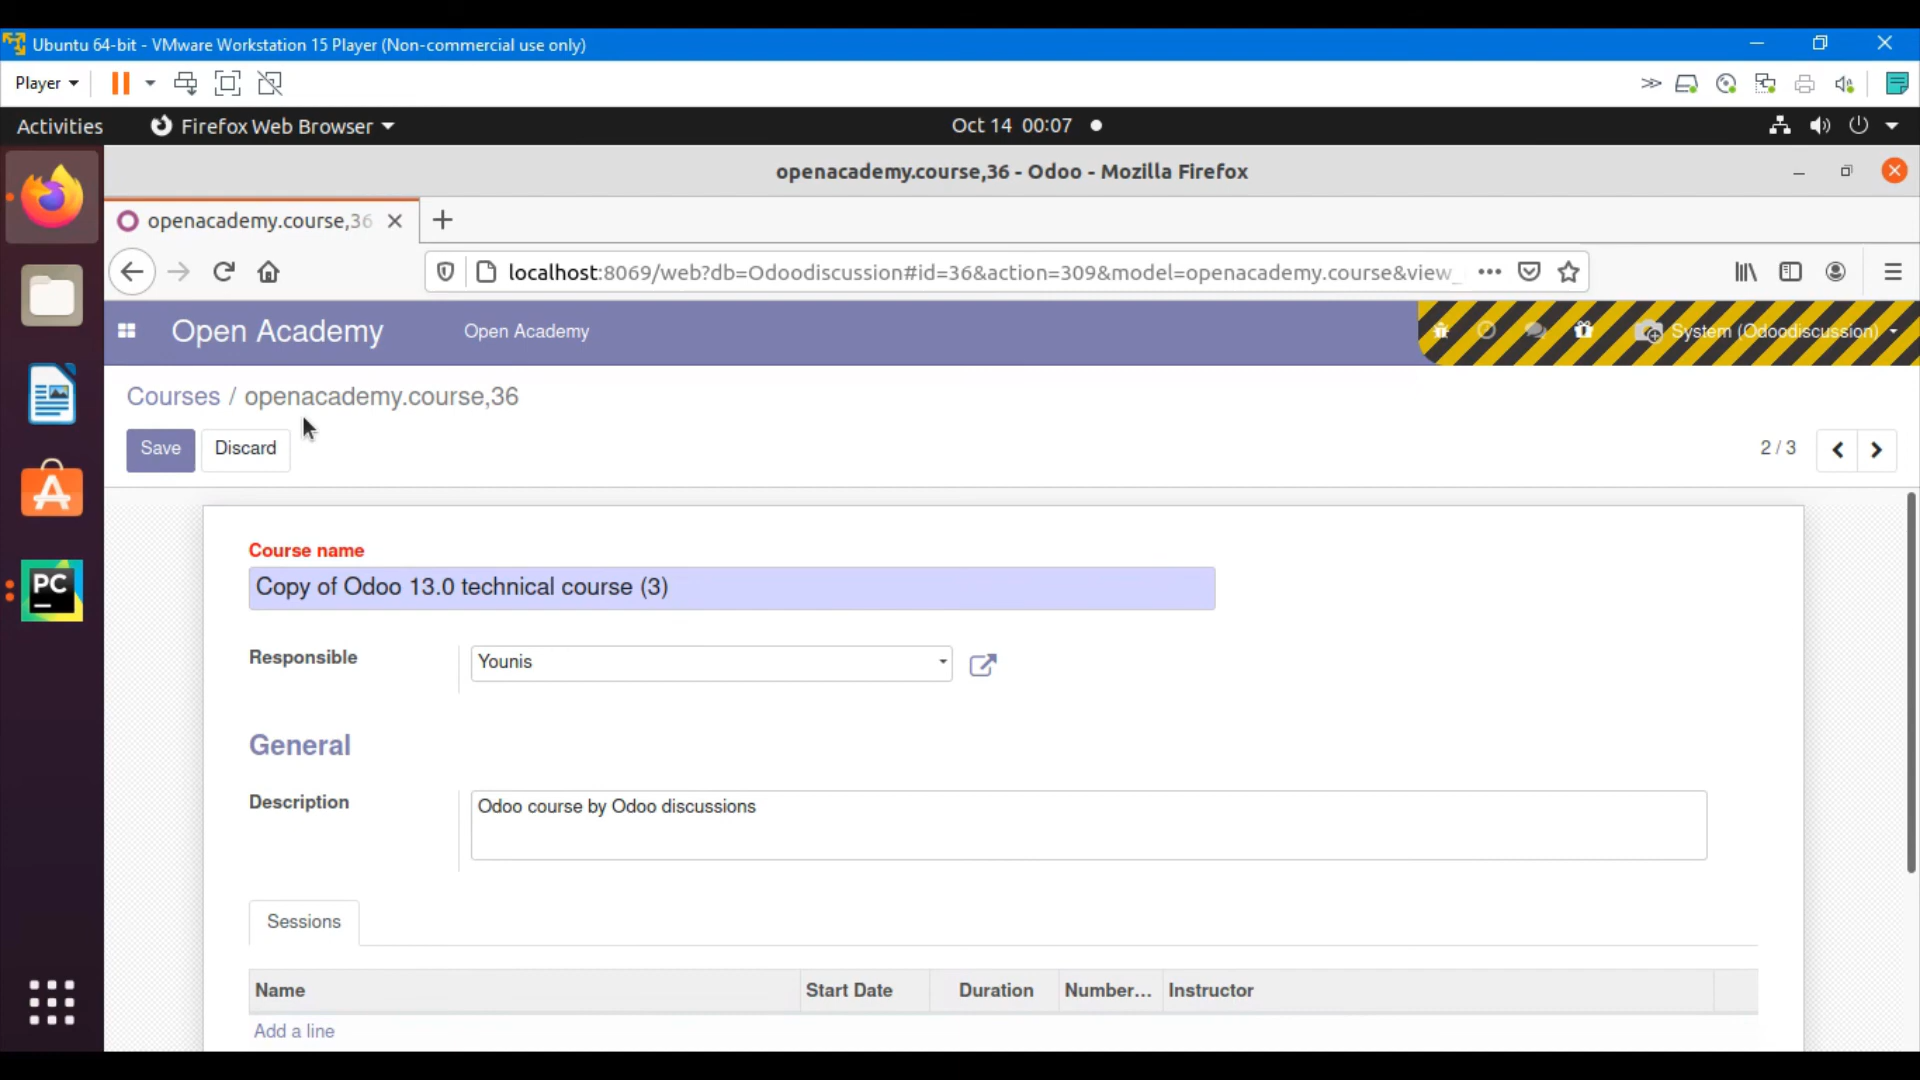 Ubuntu 64-bit - VMware Workstation 15 Player (Non-commercial use only)
Player
Activities
Firefox Web Browser
Oct 14 00:07
openacademy.course,36 - Odoo - Mozilla Firefox
openacademy.course,36
localhost:8069/web?db=Odoodiscussion#id=36&action=309&model=openacademy.course&view_
Open Academy
Open Academy
System (Odoodiscussion)
Courses / openacademy.course,36
Save
Discard
2 / 3
Course name
Copy of Odoo 13.0 technical course (3)
Responsible
Younis
General
Description
Odoo course by Odoo discussions
Sessions
Name Start Date Duration Number... Instructor
Add a line
PC